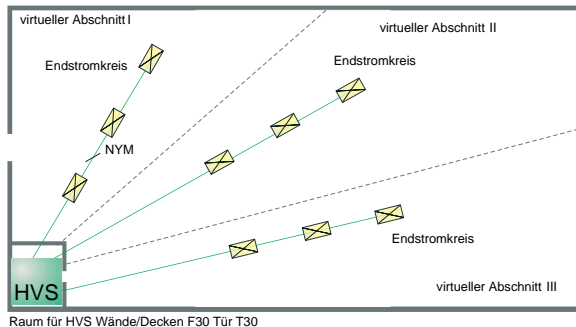 virtueller Abschnitt I
virtueller Abschnitt II
Endstromkreis
Endstromkreis
NYM
Endstromkreis
HVS
virtueller Abschnitt III
Raum für HVS Wände/Decken F30 Tür T30